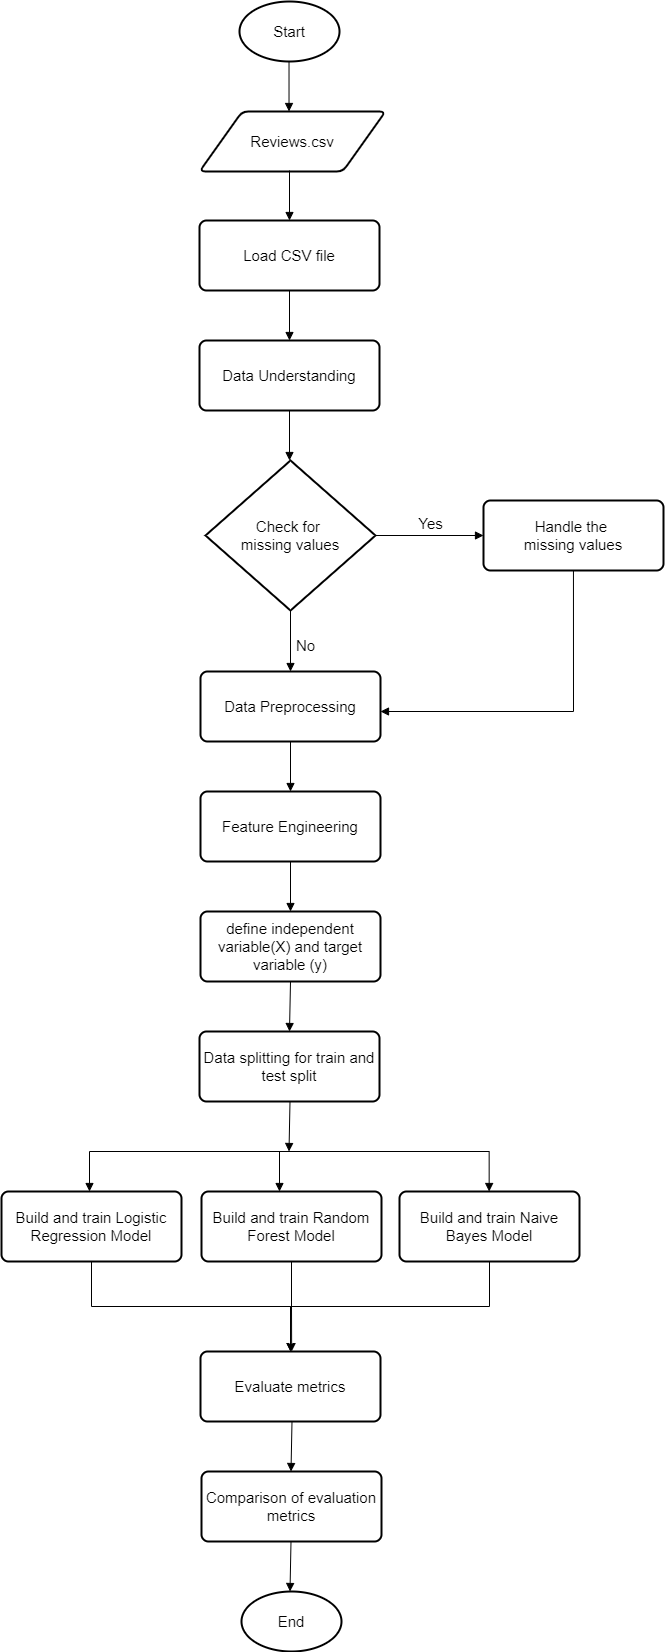 Start
Reviews.csv
Load CSV file
Data Understanding
Check for
missing values
Yes
Handle the
missing values
No
Data Preprocessing
Feature Engineering
define independent
variable(X) and target
variable (y)
Data splitting for train and
test split
Build and train Logistic
Regression Model
Build and train Random
Forest Model
Build and train Naive
Bayes Model
Evaluate metrics
Comparison of evaluation
metrics
End